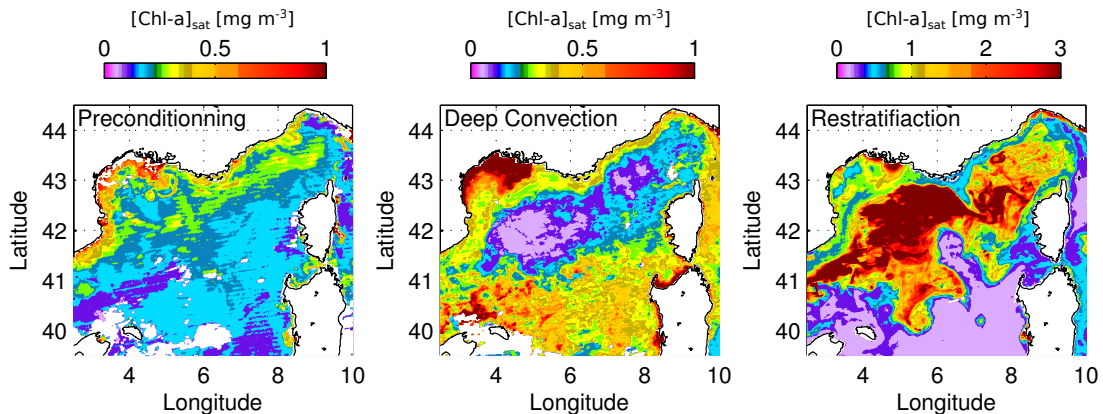 [Chl-a]sat [mg m-3] [Chl-a]sat [mg m-3] [Chl-a]sat [mg m-3]
0 0.5 1 0 0.5 1 0 1 2 3
Preconditionning Deep Convection Restratifiaction
44 44 44
43 43 43
42 42 42
41 41 41
40 40 40
Latitude Latitude Latitude
4 6 8 10 4 6 8 10 4 6 8 10
Longitude Longitude Longitude